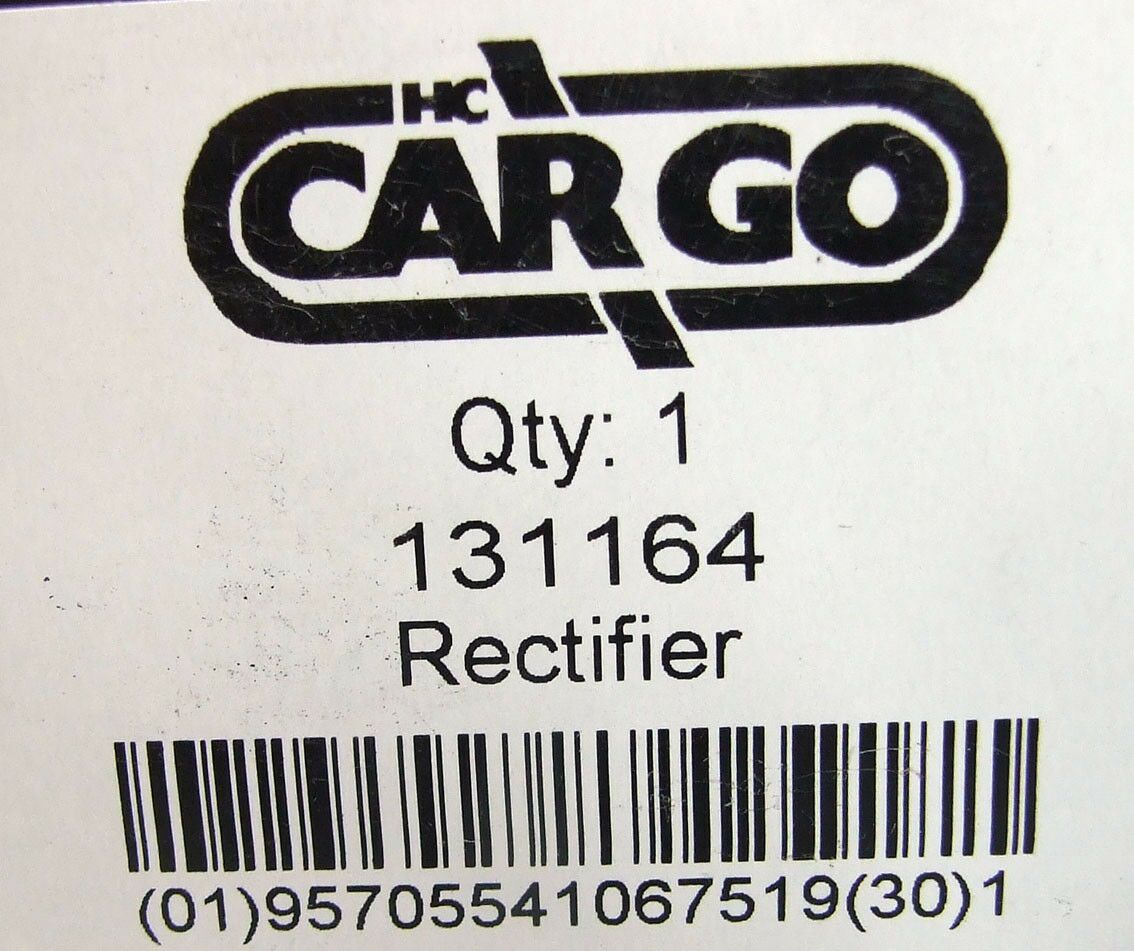 HC
CARGO
Qty: 1
131164
Rectifier
(01)95705541067519(30)1